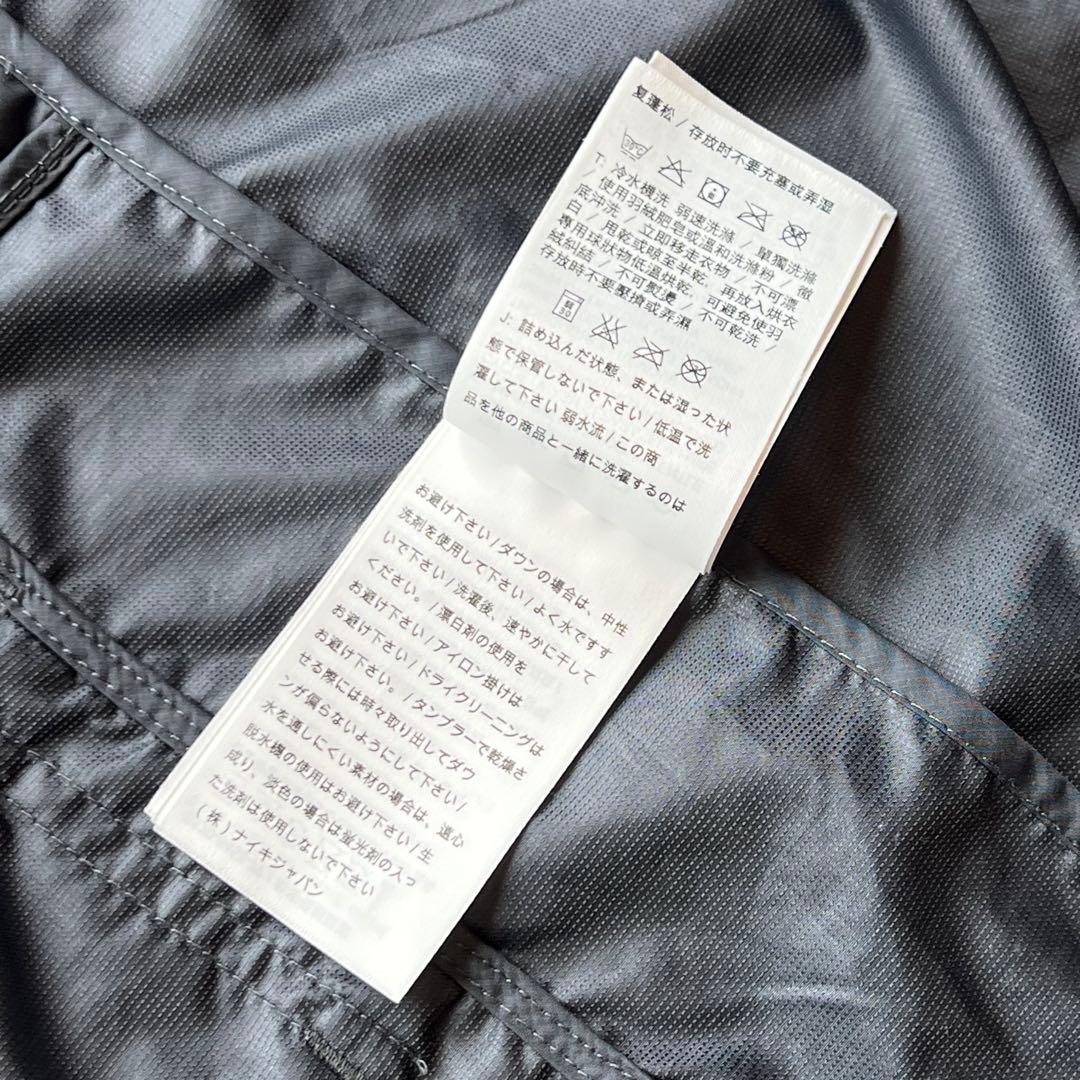 复蓬松 / 存放时不要充塞或弄湿
30°C
T: 冷水機洗 弱速洗滌 / 單獨洗滌
/ 使用羽絨肥皂或溫和洗滌粉 / 徹
底沖洗 / 立即移走衣物 / 不可漂
白 / 甩乾或晾至半乾, 再放入烘衣
專用球狀物低溫烘乾, 可避免使羽
絨糾結 / 不可熨燙 / 不可乾洗 /
存放時不要壓擠或弄濕
弱
30
J: 詰め込んだ状態、または湿った状
態で保管しないで下さい / 低温で洗
濯して下さい 弱水流 / この商
品を他の商品と一緒に洗濯するのは
お避け下さい / ダウンの場合は、中性
洗剤を使用して下さい / よく水ですす
いで下さい / 洗濯後、速やかに干して
ください。 / 漂白剤の使用を
お避け下さい / アイロン掛けは
お避け下さい / ドライクリーニングは
お避け下さい。 / タンブラーで乾燥さ
せる際には時々取り出してダウ
ンが偏らないようにして下さい /
水を通しにくい素材の場合は、遠心
脱水機の使用はお避け下さい / 生
成り、淡色の場合は蛍光剤の入っ
た洗剤は使用しないで下さい
(株) ナイキジャパン